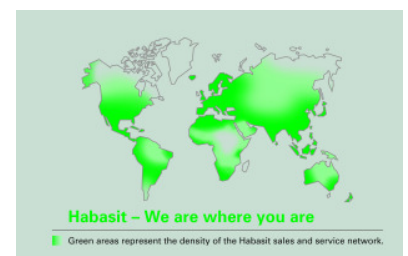 Habasit – We are where you are
Green areas represent the density of the Habasit sales and service network.